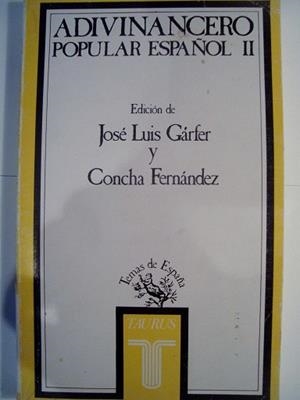 ADIVINANCERO
POPULAR ESPAÑOL II
Edición de
José Luis Gárfer
y
Concha Fernández
Temas de España
TAURUS